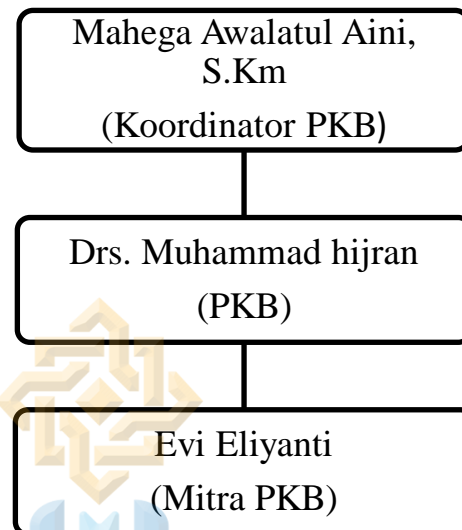 Mahega Awalatul Aini,
S.Km
(Koordinator PKB)
Drs. Muhammad hijran
(PKB)
Evi Eliyanti
(Mitra PKB)